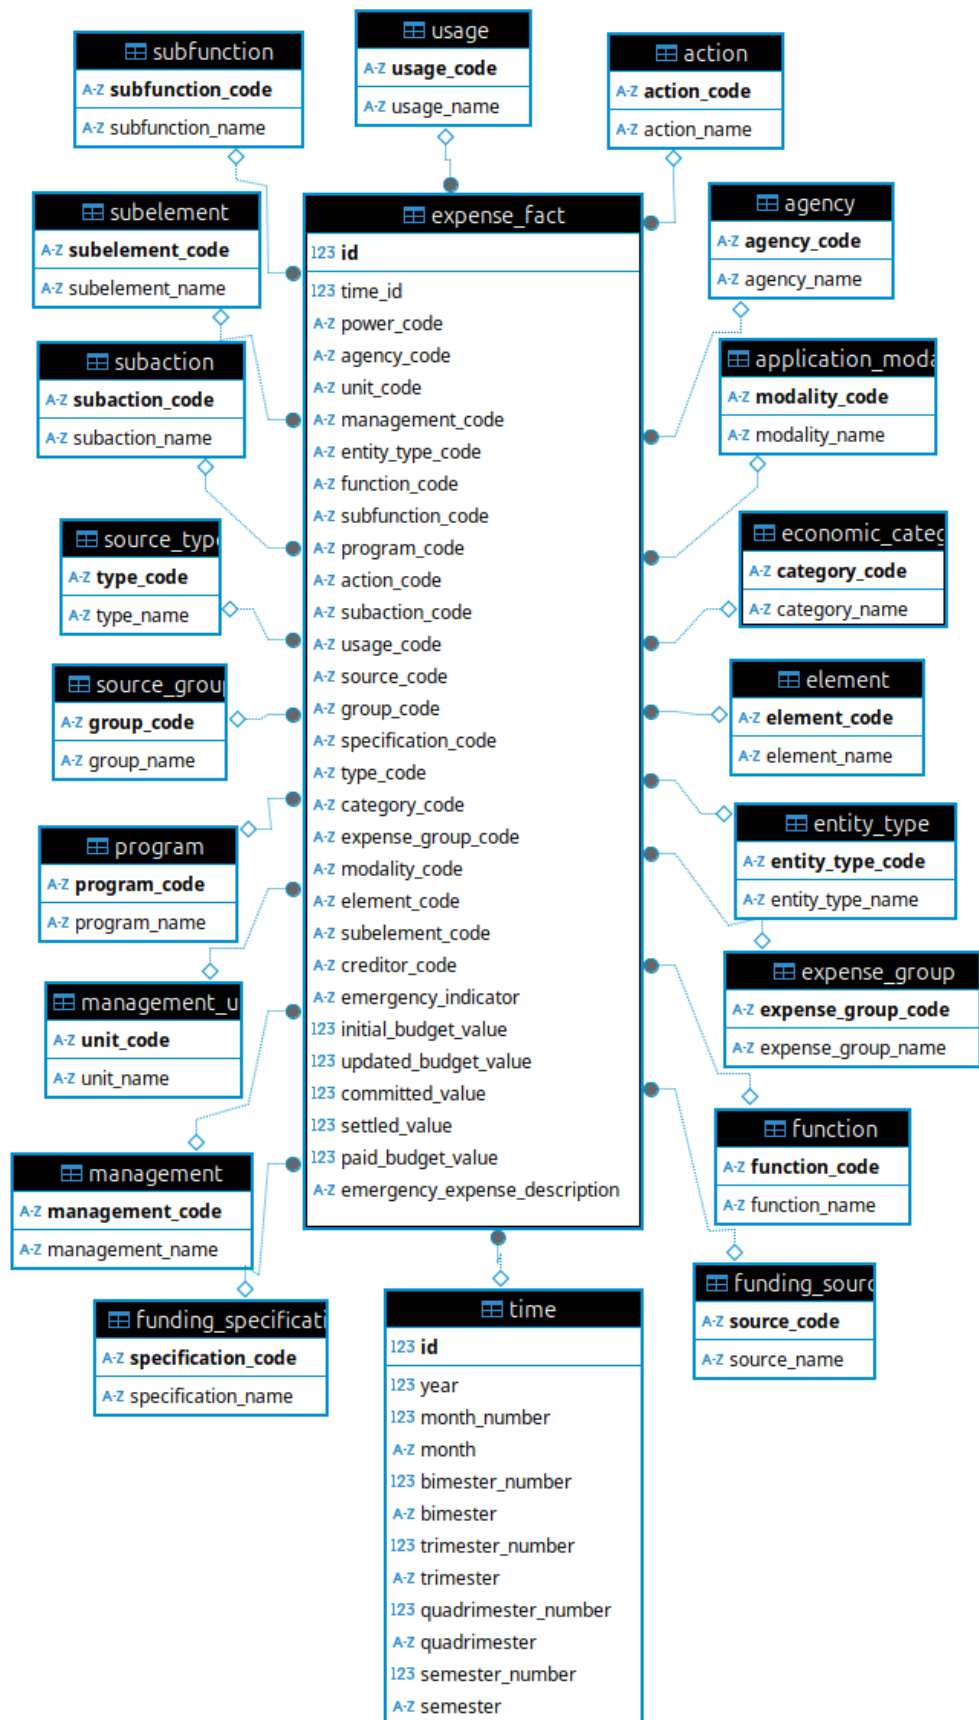 usage
usage_code
usage_name
subfunction
subfunction_code
subfunction_name
action
action_code
action_name
subelement
subelement_code
subelement_name
agency
agency_code
agency_name
subaction
subaction_code
subaction_name
application_moda
modality_code
modality_name
source_type
type_code
type_name
economic_categ
category_code
category_name
source_grou
group_code
group_name
element
element_code
element_name
program
program_code
program_name
entity_type
entity_type_code
entity_type_name
management_u
unit_code
unit_name
expense_group
expense_group_code
expense_group_name
management
management_code
management_name
function
function_code
function_name
funding_specificati
specification_code
specification_name
funding_sourc
source_code
source_name
expense_fact
123 id
123 time_id
A-Z power_code
A-Z agency_code
A-Z unit_code
A-Z management_code
A-Z entity_type_code
A-Z function_code
A-Z subfunction_code
A-Z program_code
A-Z action_code
A-Z subaction_code
A-Z usage_code
A-Z source_code
A-Z group_code
A-Z specification_code
A-Z type_code
A-Z category_code
A-Z expense_group_code
A-Z modality_code
A-Z element_code
A-Z subelement_code
A-Z creditor_code
A-Z emergency_indicator
123 initial_budget_value
123 updated_budget_value
123 committed_value
123 settled_value
123 paid_budget_value
A-Z emergency_expense_description
time
123 id
123 year
123 month_number
A-Z month
123 bimester_number
A-Z bimester
123 trimester_number
A-Z trimester
123 quadrimester_number
A-Z quadrimester
123 semester_number
A-Z semester